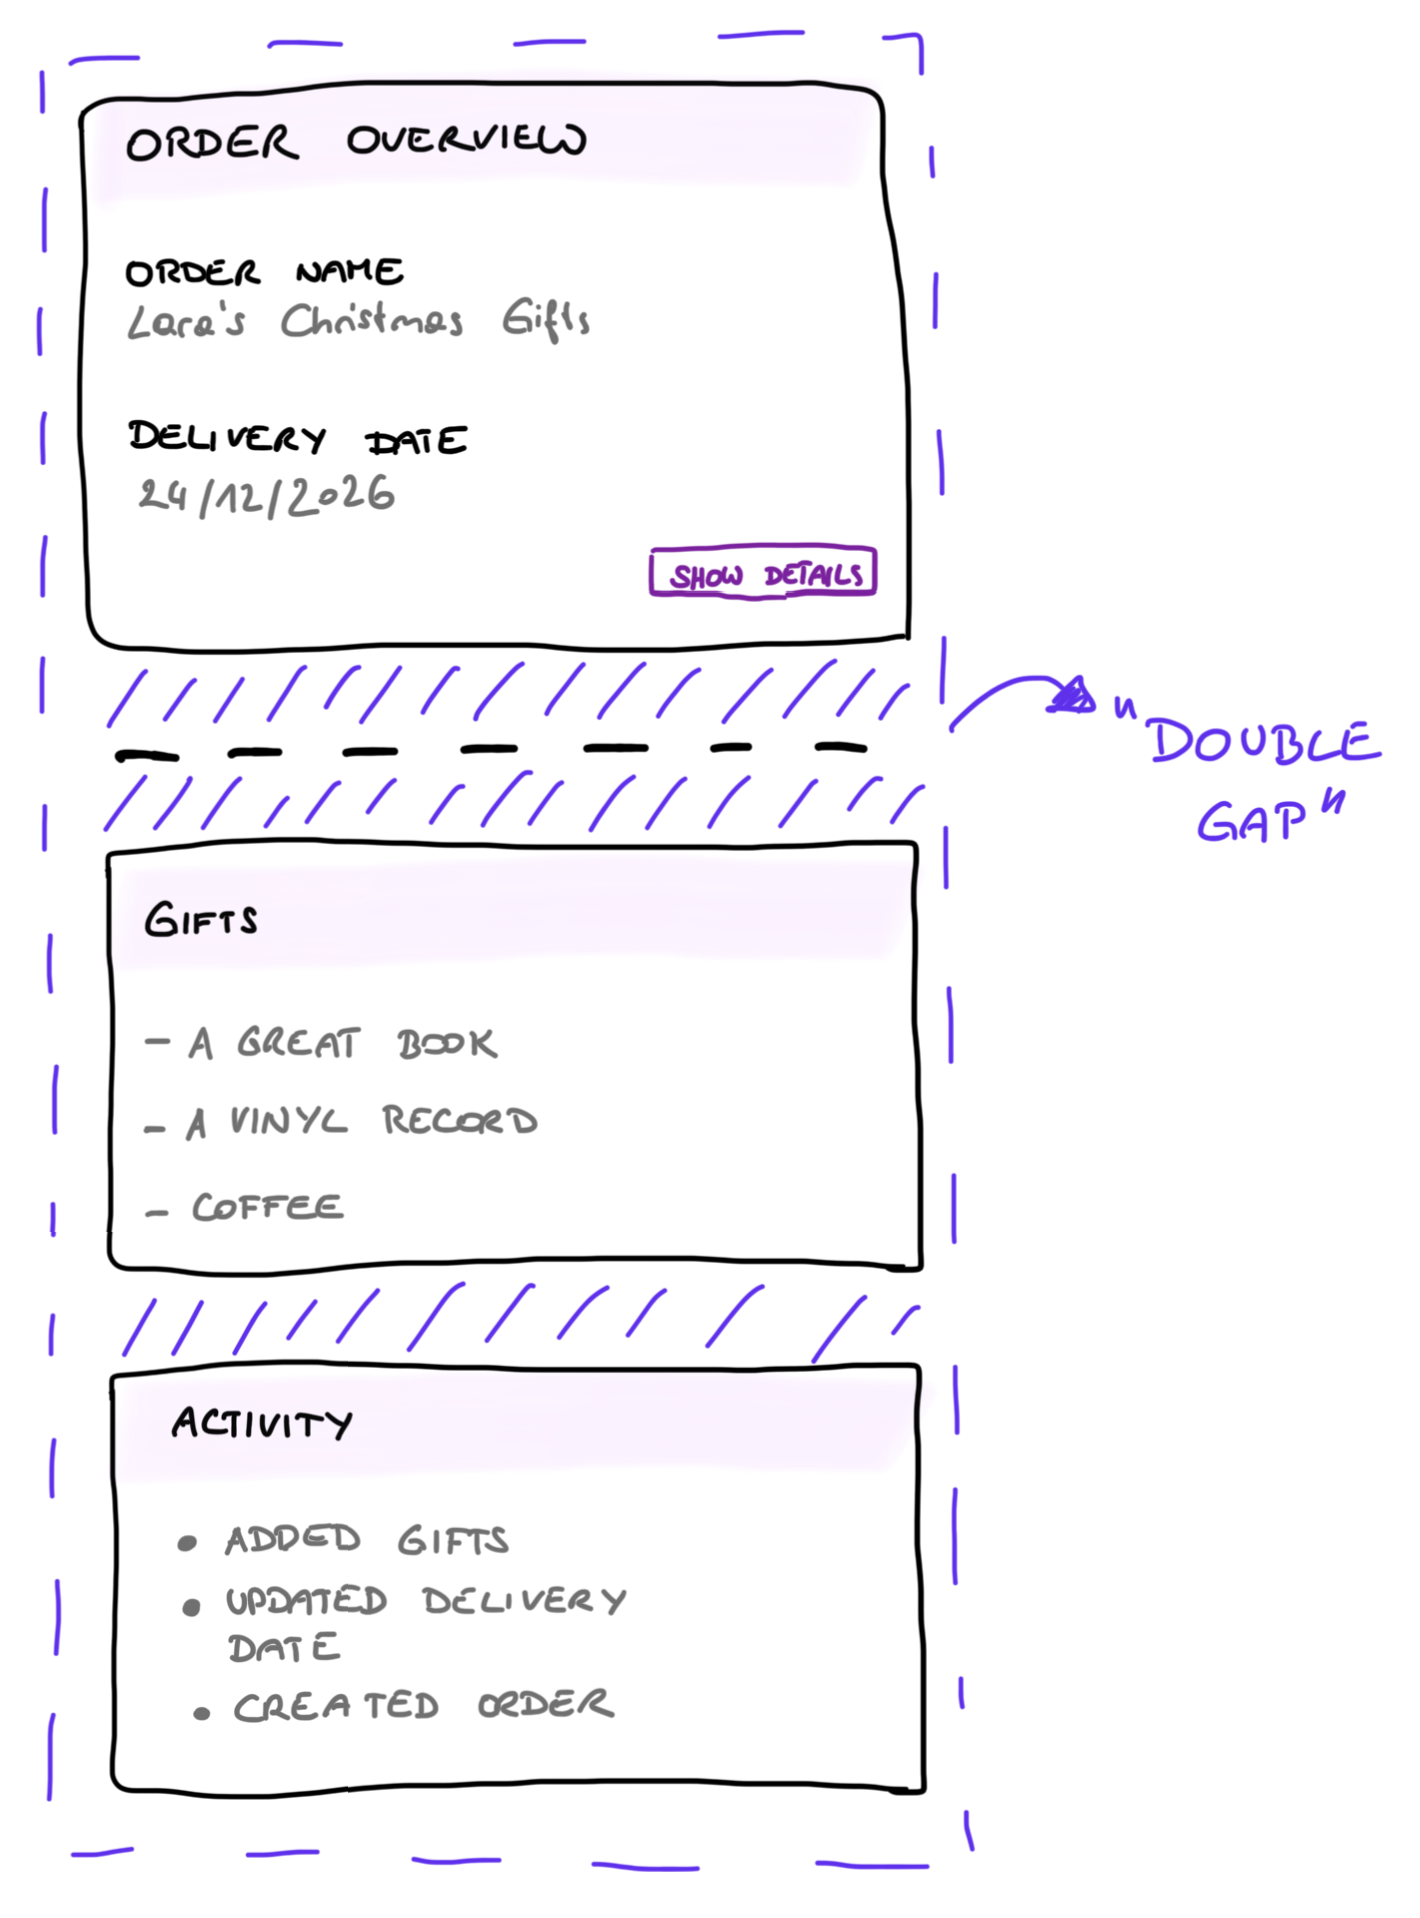 ORDER OVERVIEW
ORDER NAME
Lara's Christmas Gifts
DELIVERY DATE
24/12/2026
SHOW DETAILS
"DOUBLE
GAP"
GIFTS
- A GREAT BOOK
- A VINYL RECORD
- COFFEE
ACTIVITY
• ADDED GIFTS
• UPDATED DELIVERY
DATE
• CREATED ORDER